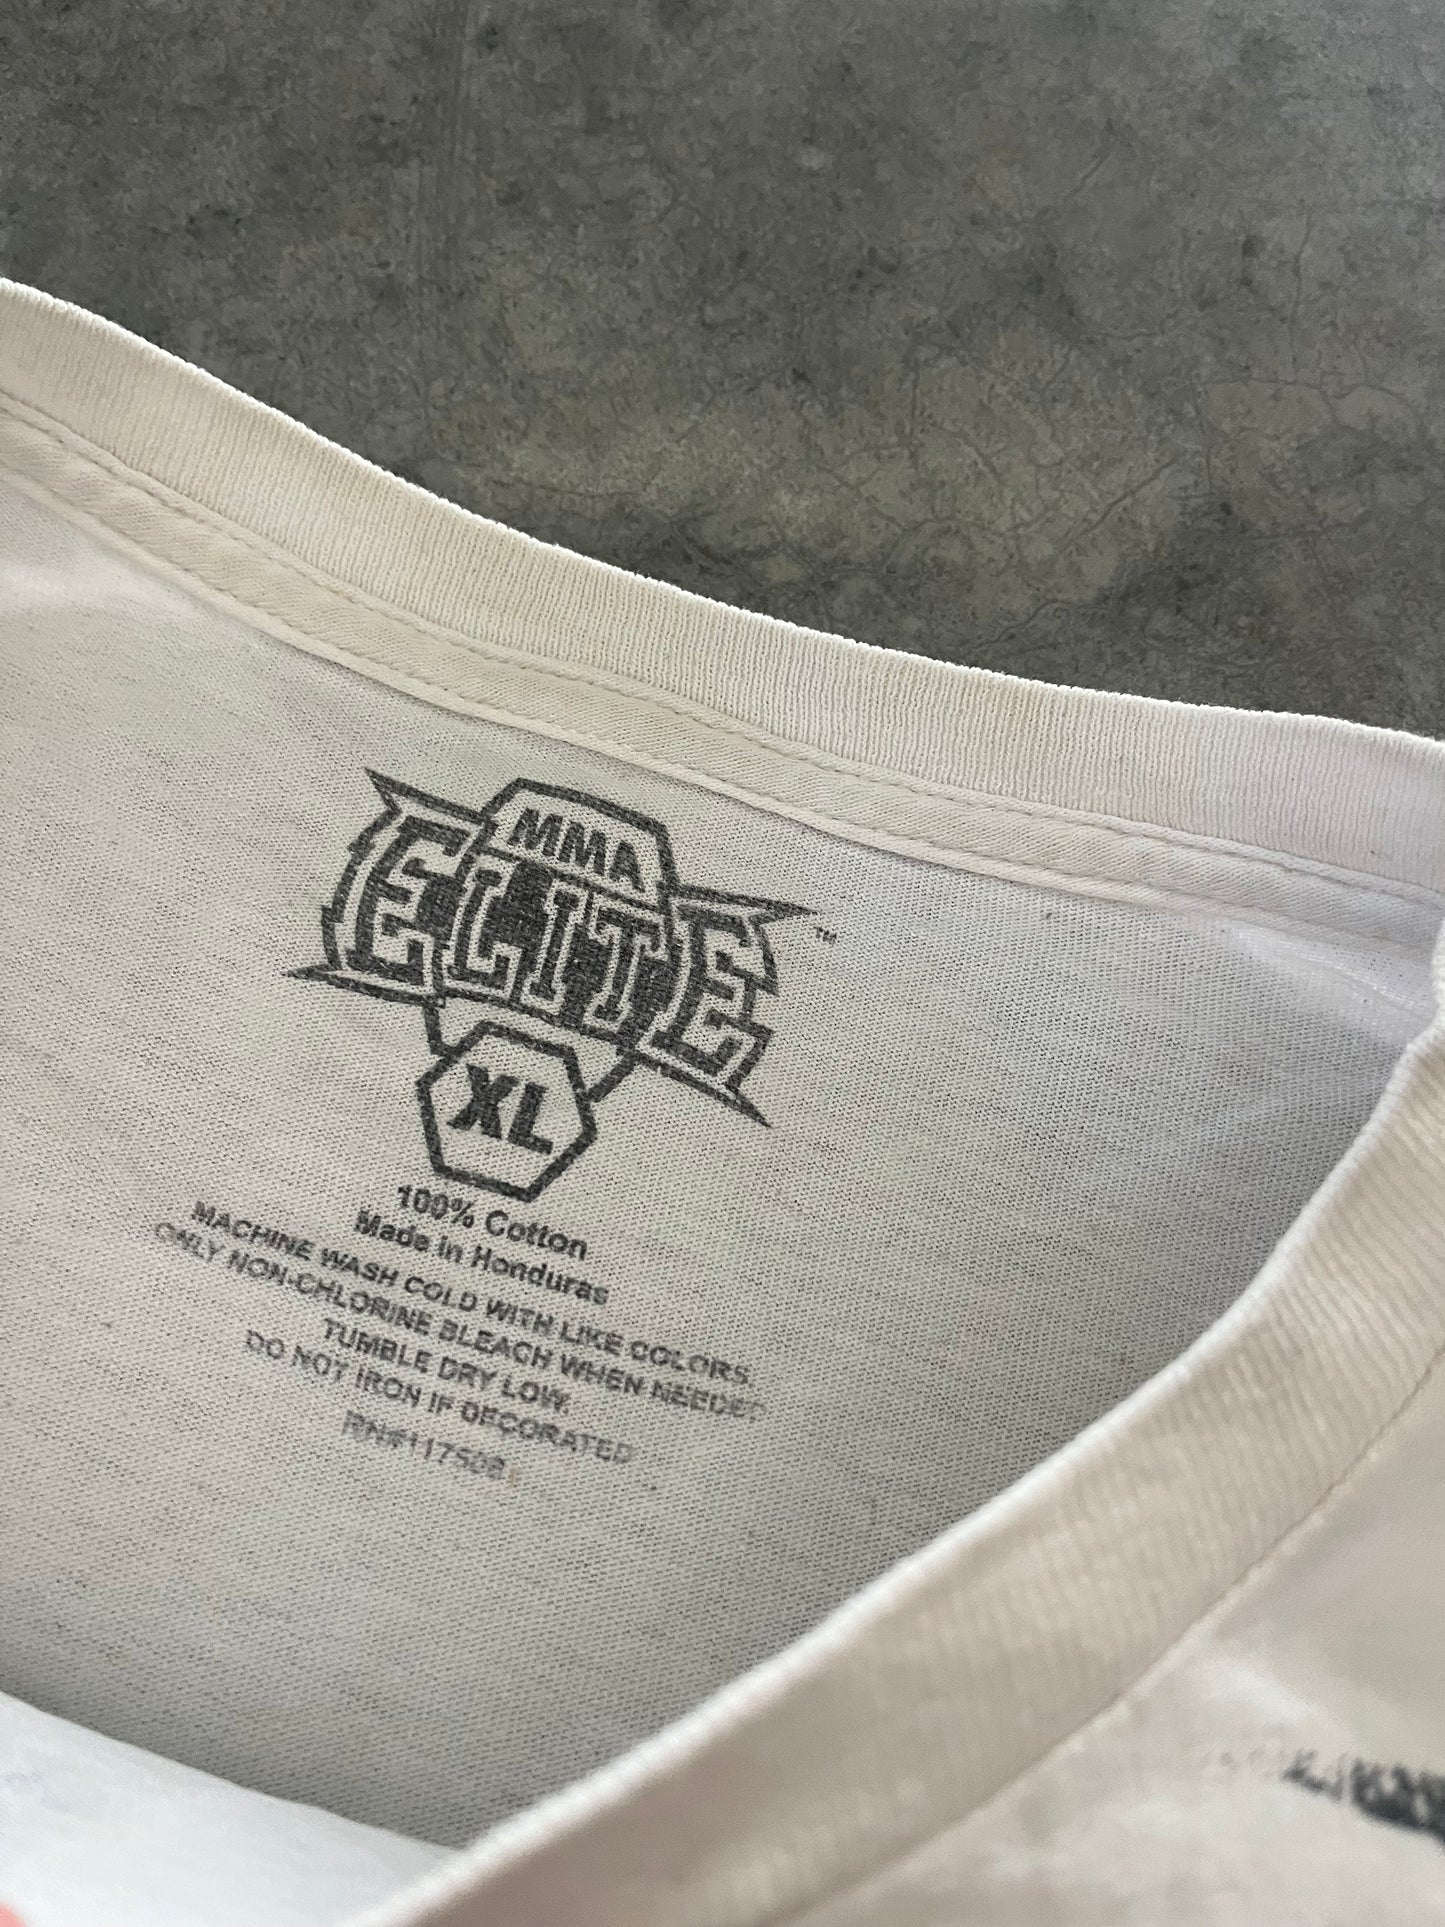 MMA
ELITE
™
XL
100% Cotton
Made in Honduras
MACHINE WASH COLD WITH LIKE COLORS.
ONLY NON-CHLORINE BLEACH WHEN NEEDED
TUMBLE DRY LOW.
DO NOT IRON IF DECORATED